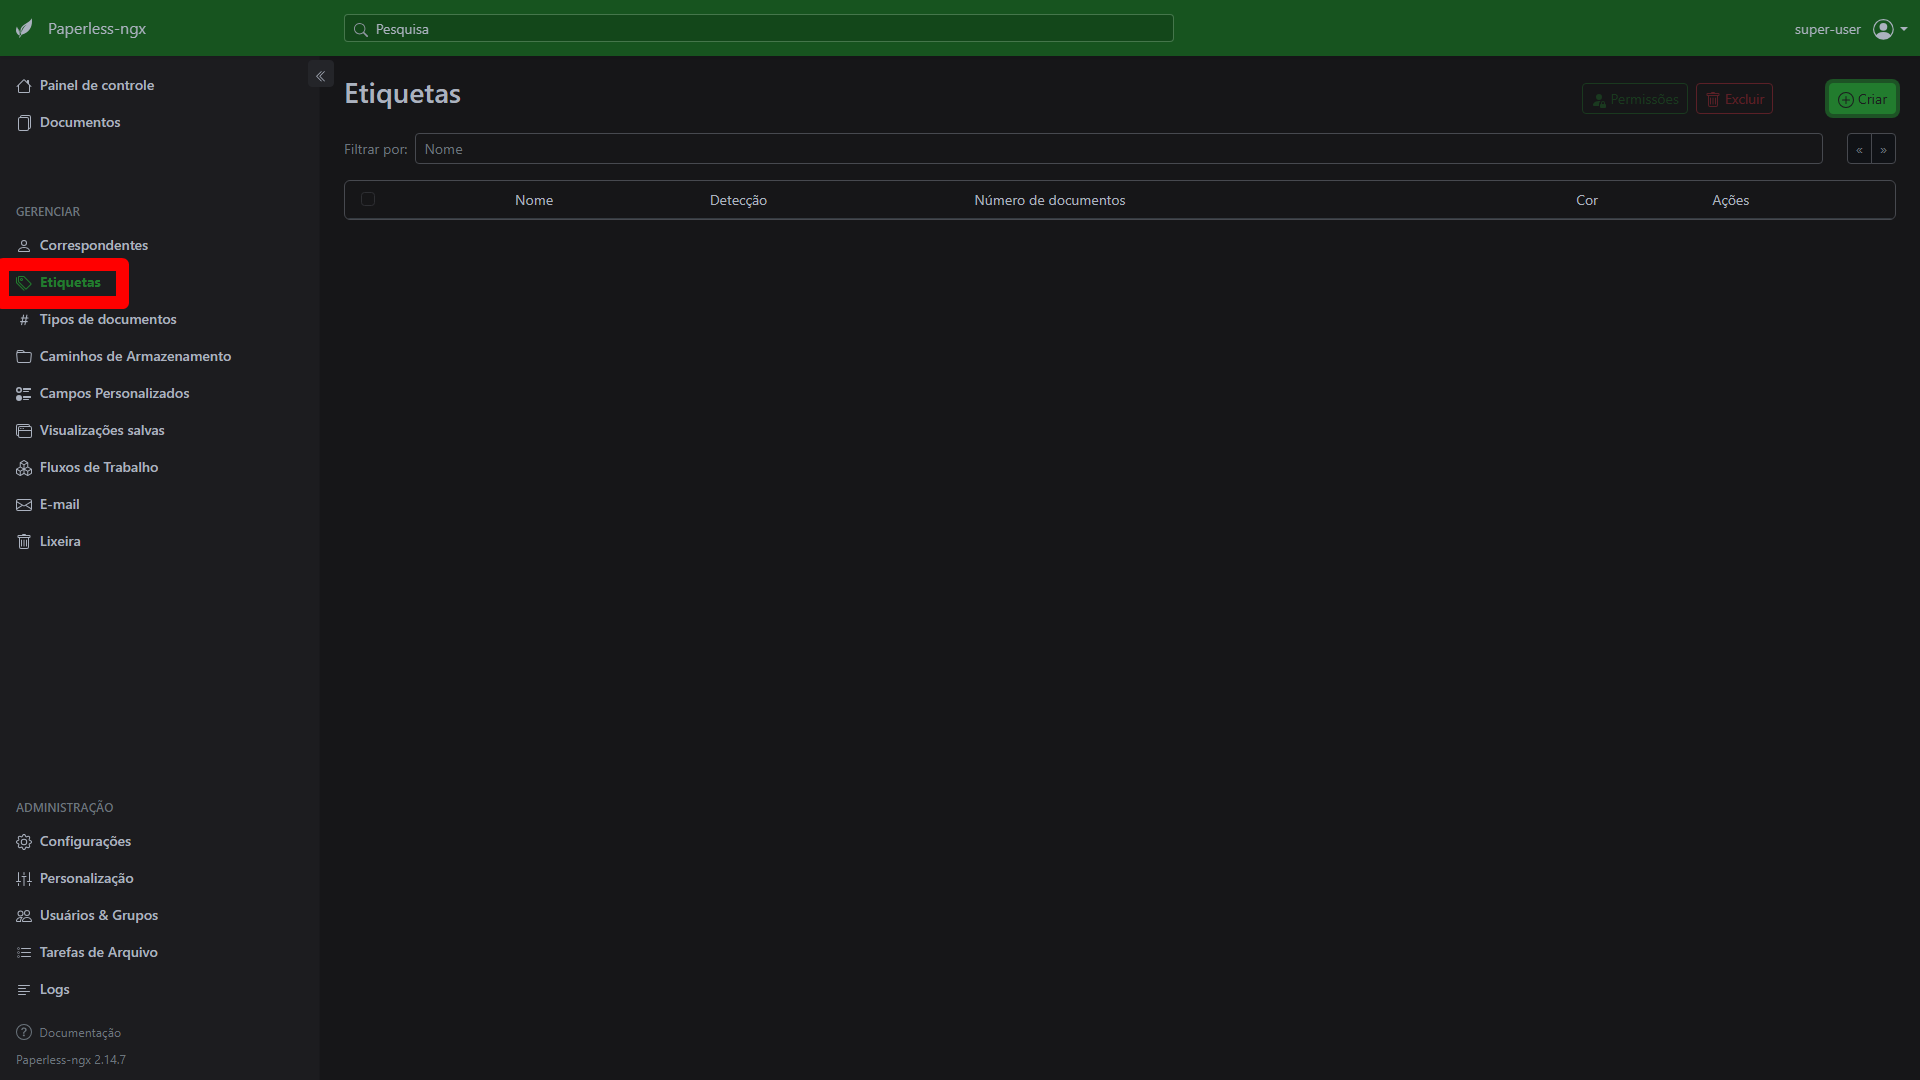 Paperless-ngx
Pesquisa
super-user
Painel de controle
Documentos
GERENCIAR
Correspondentes
Etiquetas
Tipos de documentos
Caminhos de Armazenamento
Campos Personalizados
Visualizações salvas
Fluxos de Trabalho
E-mail
Lixeira
ADMINISTRAÇÃO
Configurações
Personalização
Usuários & Grupos
Tarefas de Arquivo
Logs
Documentação
Paperless-ngx 2.14.7
Etiquetas
Permissões Excluir Criar
Filtrar por: Nome « »
Nome Detecção Número de documentos Cor Ações